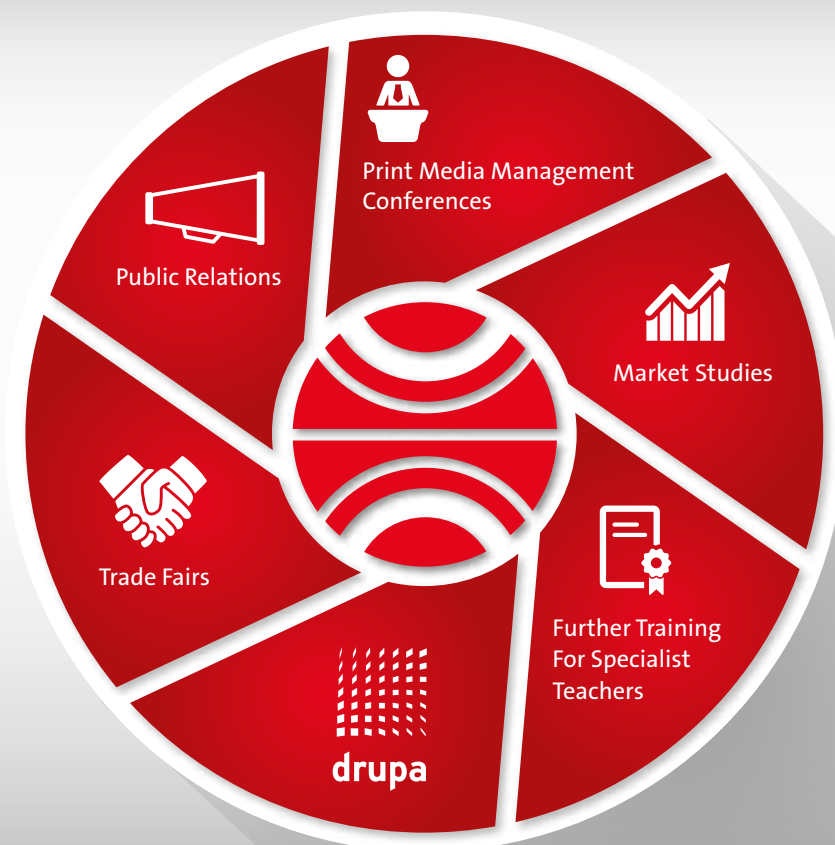 Print Media Management
Conferences
Public Relations
Market Studies
Trade Fairs
Further Training
For Specialist
Teachers
drupa